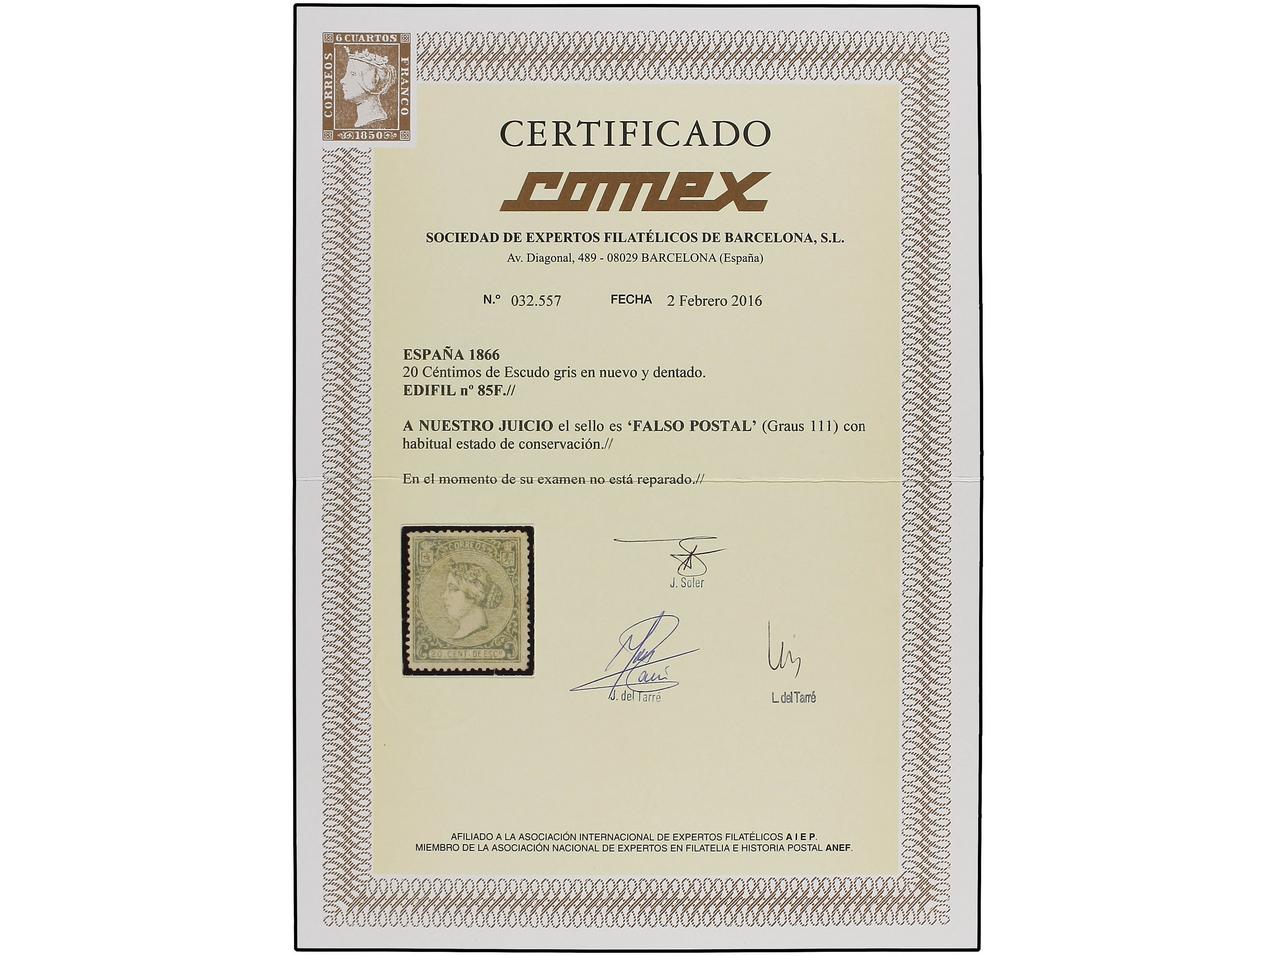 6 CUARTOS
CORREOS
FRANCO
1850
CERTIFICADO
comex
SOCIEDAD DE EXPERTOS FILATÉLICOS DE BARCELONA, S.L.
Av. Diagonal, 489 - 08029 BARCELONA (España)
N.º 032.557 FECHA 2 Febrero 2016
ESPAÑA 1866
20 Céntimos de Escudo gris en nuevo y dentado.
EDIFIL nº 85F.//
A NUESTRO JUICIO el sello es ‘FALSO POSTAL’ (Graus 111) con
habitual estado de conservación.//
En el momento de su examen no está reparado.//
CORREOS
20 CENT. DE ESCº
J. Soler
J. del Tarré
L. del Tarré
AFILIADO A LA ASOCIACIÓN INTERNACIONAL DE EXPERTOS FILATÉLICOS A I E P.
MIEMBRO DE LA ASOCIACIÓN NACIONAL DE EXPERTOS EN FILATELIA E HISTORIA POSTAL ANEF.